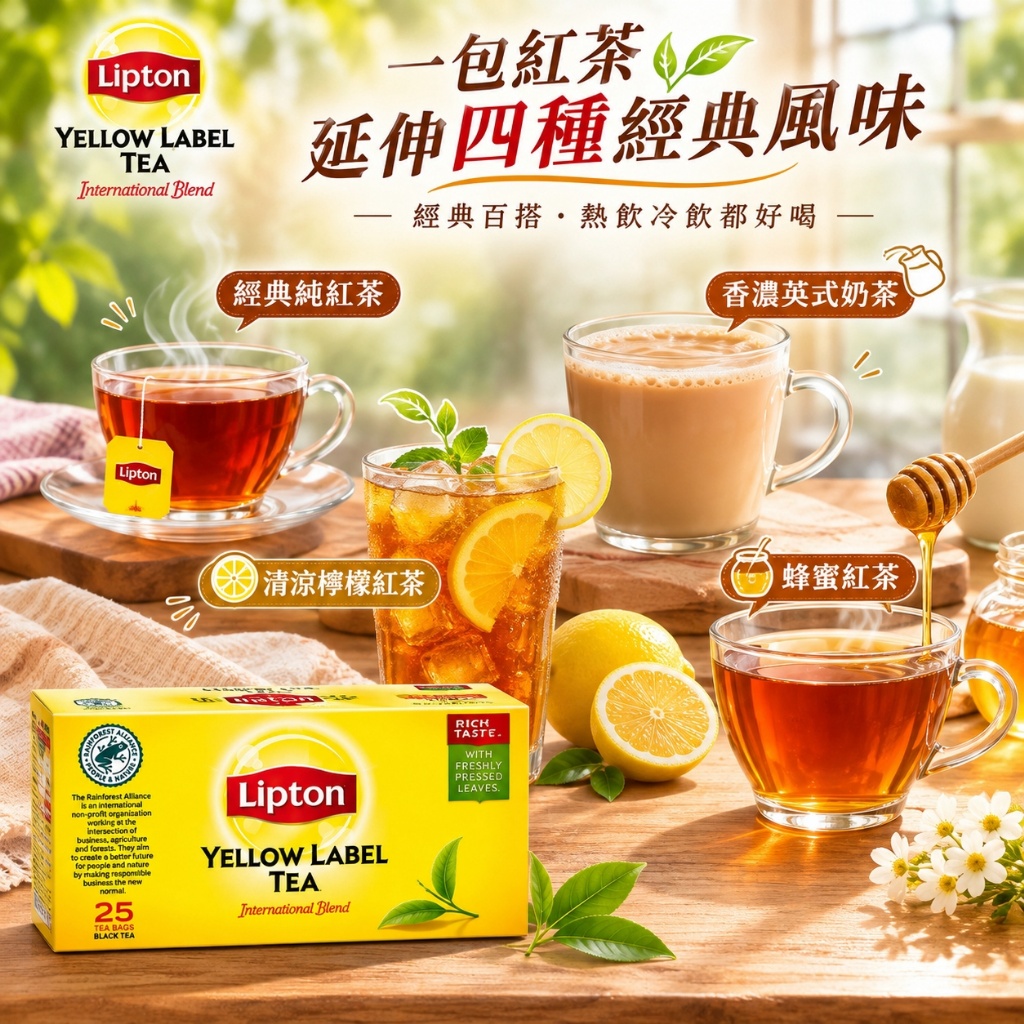 Lipton
YELLOW LABEL
TEA
International Blend
一包紅茶
延伸四種經典風味
經典百搭・熱飲冷飲都好喝
經典純紅茶
香濃英式奶茶
Lipton
清涼檸檬紅茶
蜂蜜紅茶
RAINFOREST ALLIANCE
PEOPLE & NATURE
The Rainforest Alliance
is an international
non-profit organisation
working at the
intersection of
business, agriculture
and forests. They aim
to create a better future
for people and nature
by making responsible
business the new
normal.
25
TEA BAGS
BLACK TEA
Lipton
YELLOW LABEL
TEA
International Blend
RICH
TASTE.
WITH
FRESHLY
PRESSED
LEAVES.